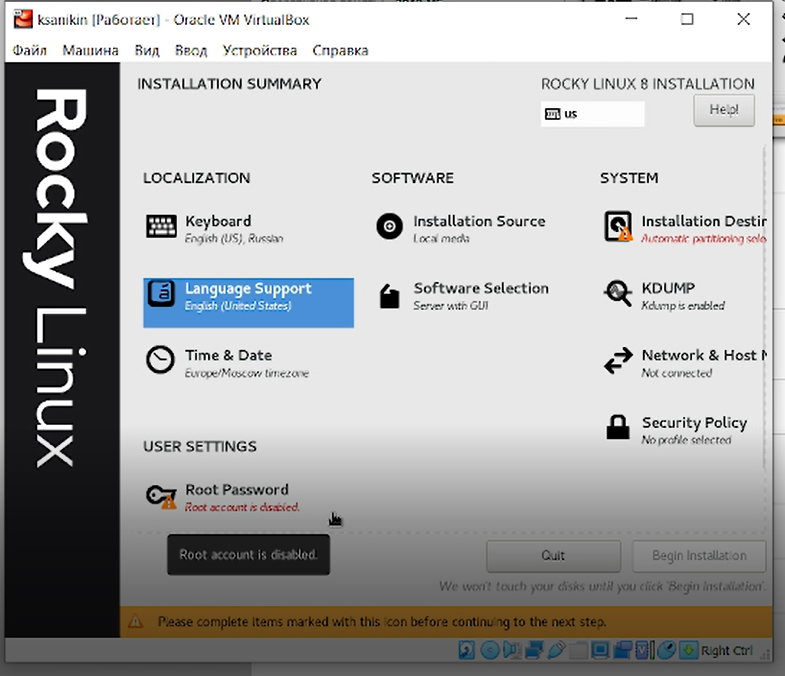 ksanikin [Работает] - Oracle VM VirtualBox
Файл Машина Вид Ввод Устройства Справка
Rocky Linux
INSTALLATION SUMMARY
ROCKY LINUX 8 INSTALLATION
us
Help!
LOCALIZATION
Keyboard
English (US), Russian
Language Support
English (United States)
Time & Date
Europe/Moscow timezone
SOFTWARE
Installation Source
Local media
Software Selection
Server with GUI
SYSTEM
Installation Destin
Automatic partitioning sele
KDUMP
Kdump is enabled
Network & Host N
Not connected
Security Policy
No profile selected
USER SETTINGS
Root Password
Root account is disabled.
Root account is disabled.
Quit
Begin Installation
We won't touch your disks until you click 'Begin Installation'.
Please complete items marked with this icon before continuing to the next step.
Right Ctrl